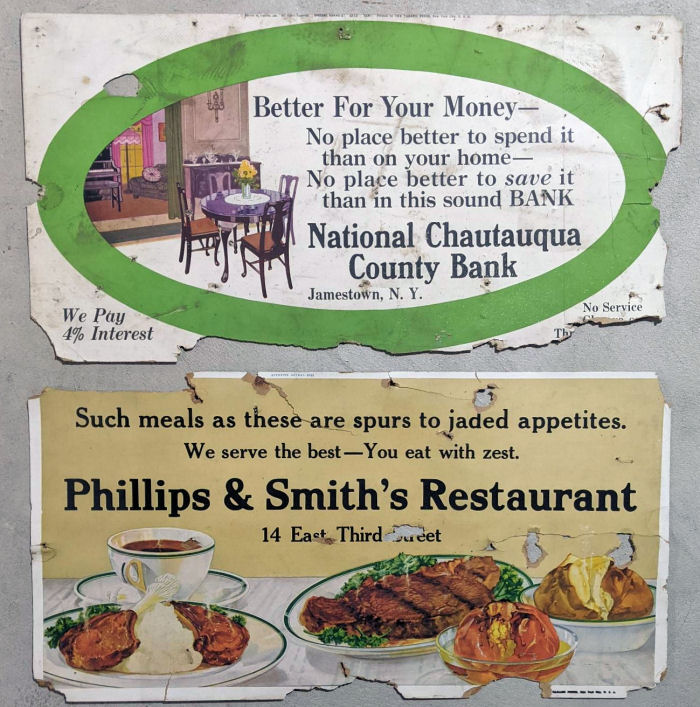 Better For Your Money—
No place better to spend it
than on your home—
No place better to save it
than in this sound BANK
National Chautauqua
County Bank
Jamestown, N. Y.
We Pay
4% Interest
No Service
Such meals as these are spurs to jaded appetites.
We serve the best—You eat with zest.
Phillips & Smith's Restaurant
14 East Third Street